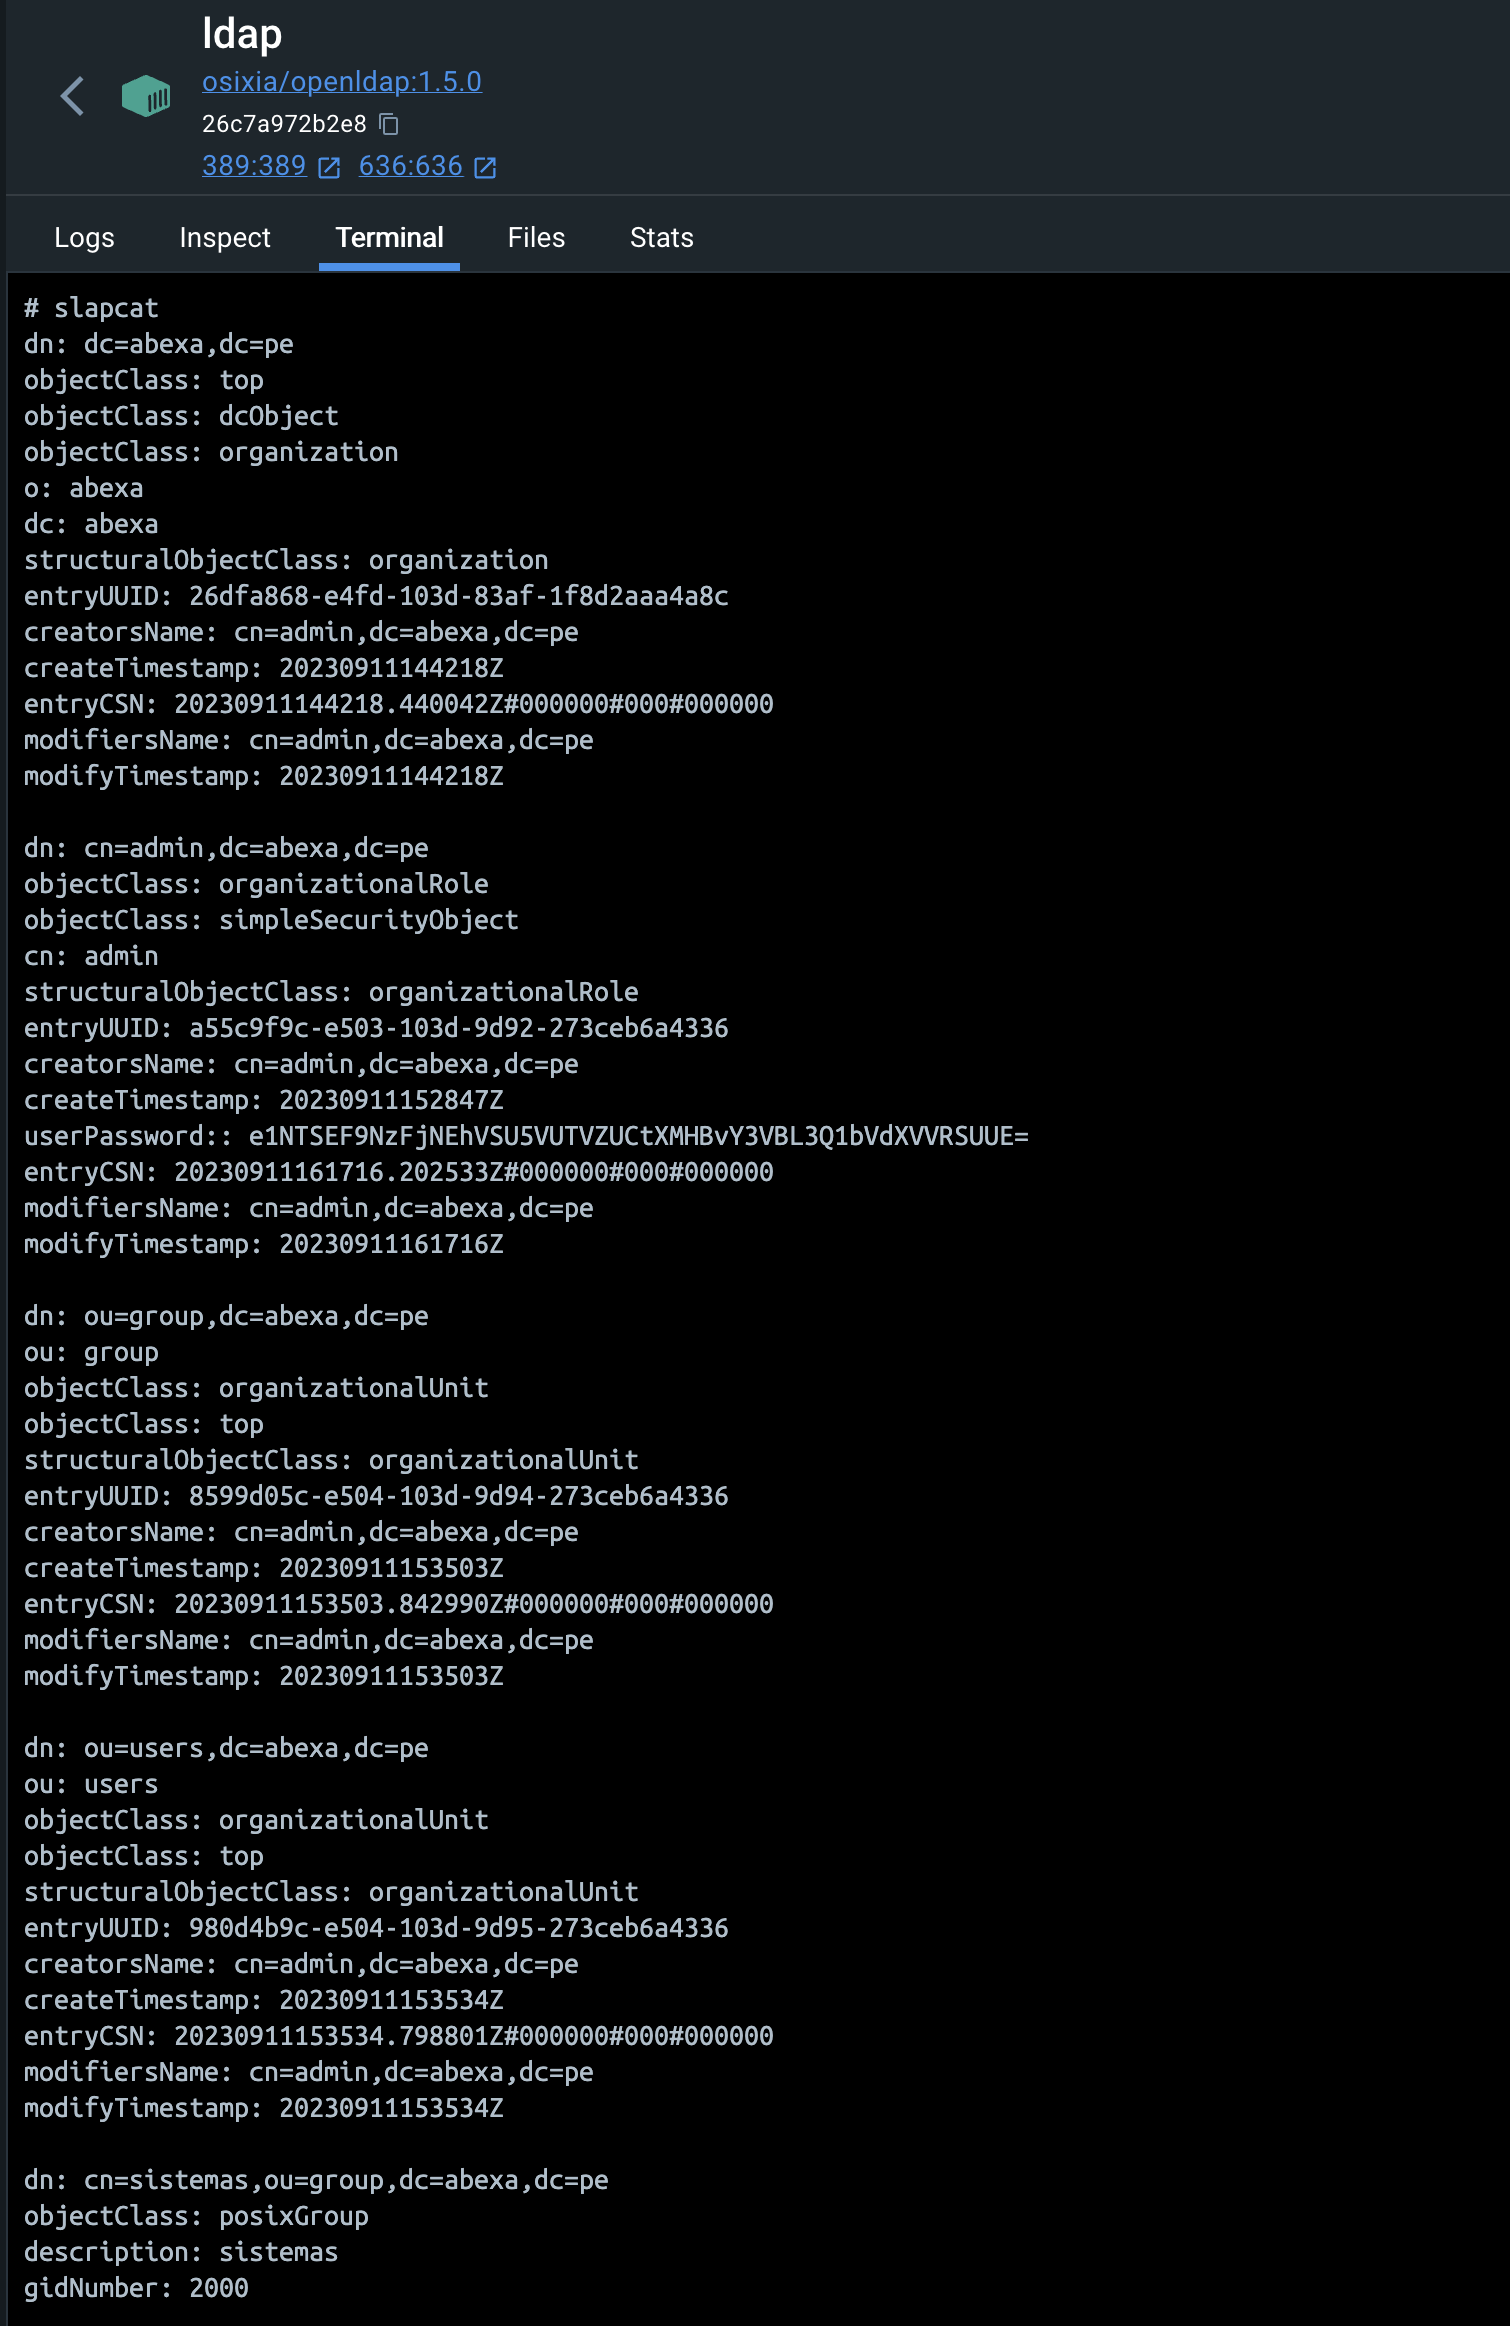 ldap
osixia/openldap:1.5.0
26c7a972b2e8
389:389 636:636
Logs Inspect Terminal Files Stats
# slapcat
dn: dc=abexa,dc=pe
objectClass: top
objectClass: dcObject
objectClass: organization
o: abexa
dc: abexa
structuralObjectClass: organization
entryUUID: 26dfa868-e4fd-103d-83af-1f8d2aaa4a8c
creatorsName: cn=admin,dc=abexa,dc=pe
createTimestamp: 20230911144218Z
entryCSN: 20230911144218.440042Z#000000#000#000000
modifiersName: cn=admin,dc=abexa,dc=pe
modifyTimestamp: 20230911144218Z
dn: cn=admin,dc=abexa,dc=pe
objectClass: organizationalRole
objectClass: simpleSecurityObject
cn: admin
structuralObjectClass: organizationalRole
entryUUID: a55c9f9c-e503-103d-9d92-273ceb6a4336
creatorsName: cn=admin,dc=abexa,dc=pe
createTimestamp: 20230911152847Z
userPassword:: e1NTSEF9NzFjNEhVSU5VUTVZUCtXMHBvY3VBL3Q1bVdXVVRSUUE=
entryCSN: 20230911161716.202533Z#000000#000#000000
modifiersName: cn=admin,dc=abexa,dc=pe
modifyTimestamp: 20230911161716Z
dn: ou=group,dc=abexa,dc=pe
ou: group
objectClass: organizationalUnit
objectClass: top
structuralObjectClass: organizationalUnit
entryUUID: 8599d05c-e504-103d-9d94-273ceb6a4336
creatorsName: cn=admin,dc=abexa,dc=pe
createTimestamp: 20230911153503Z
entryCSN: 20230911153503.842990Z#000000#000#000000
modifiersName: cn=admin,dc=abexa,dc=pe
modifyTimestamp: 20230911153503Z
dn: ou=users,dc=abexa,dc=pe
ou: users
objectClass: organizationalUnit
objectClass: top
structuralObjectClass: organizationalUnit
entryUUID: 980d4b9c-e504-103d-9d95-273ceb6a4336
creatorsName: cn=admin,dc=abexa,dc=pe
createTimestamp: 20230911153534Z
entryCSN: 20230911153534.798801Z#000000#000#000000
modifiersName: cn=admin,dc=abexa,dc=pe
modifyTimestamp: 20230911153534Z
dn: cn=sistemas,ou=group,dc=abexa,dc=pe
objectClass: posixGroup
description: sistemas
gidNumber: 2000